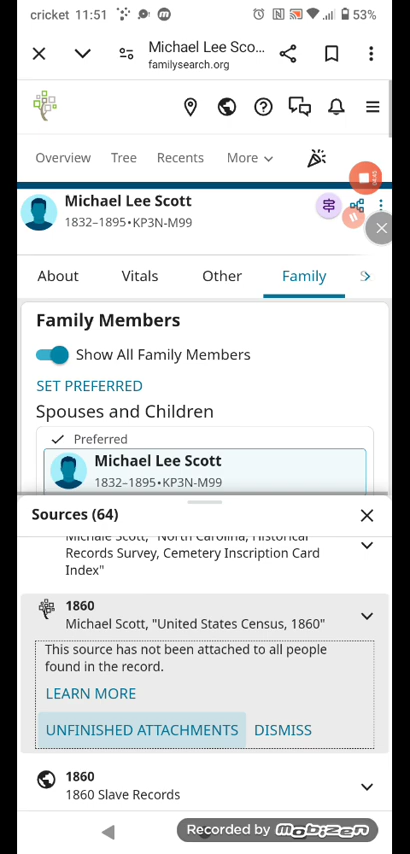 cricket 11:51
53%
Michael Lee Sco...
familysearch.org
Overview Tree Recents More
Michael Lee Scott
1832–1895 • KP3N-M99
About Vitals Other Family
Family Members
Show All Family Members
SET PREFERRED
Spouses and Children
Preferred
Michael Lee Scott
1832–1895 • KP3N-M99
Sources (64)
Michale Scott, "North Carolina, Historical
Records Survey, Cemetery Inscription Card
Index"
1860
Michael Scott, "United States Census, 1860"
This source has not been attached to all people
found in the record.
LEARN MORE
UNFINISHED ATTACHMENTS DISMISS
1860
1860 Slave Records
Recorded by mobizen